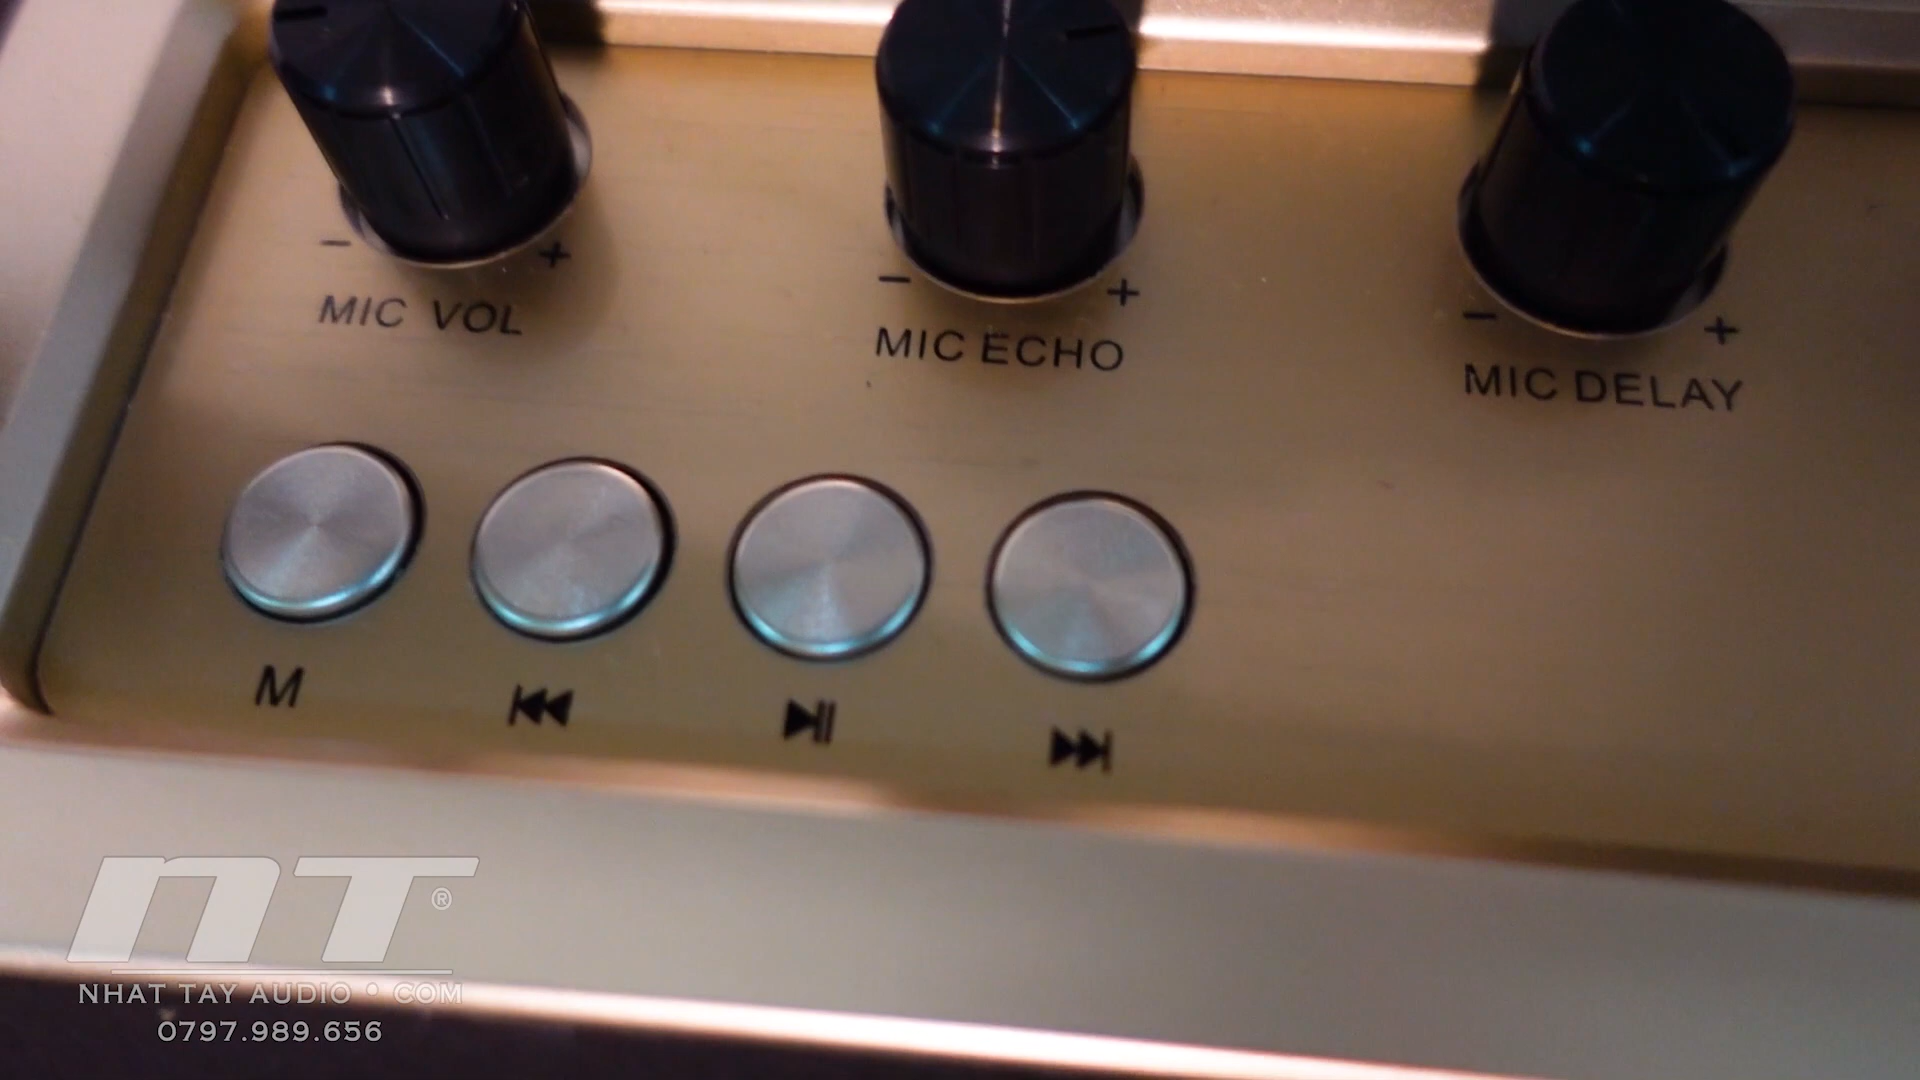 − +
MIC VOL
− +
MIC ECHO
− +
MIC DELAY
M
NT®
NHAT TAY AUDIO • COM
0797.989.656